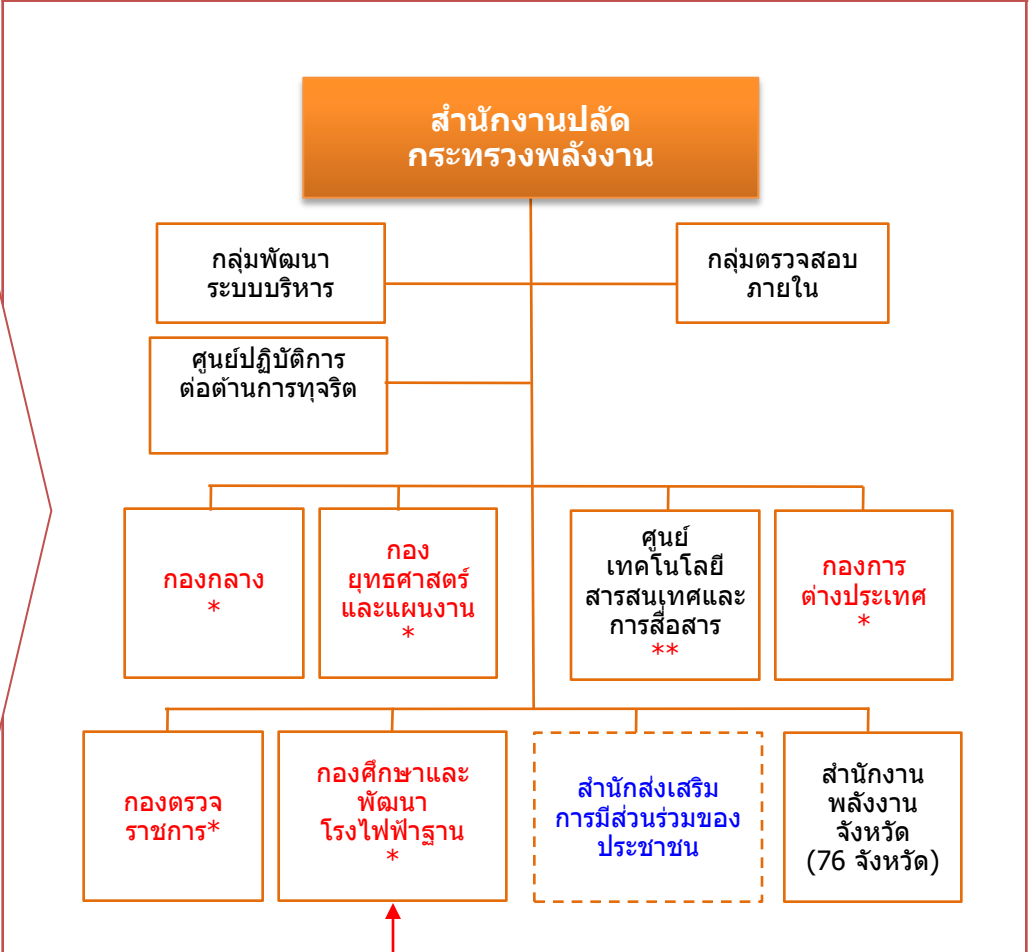 สำนักงานปลัด
กระทรวงพลังงาน
กลุ่มพัฒนา
ระบบบริหาร
กลุ่มตรวจสอบ
ภายใน
ศูนย์ปฏิบัติการ
ต่อต้านการทุจริต
กองกลาง
*
กอง
ยุทธศาสตร์
และแผนงาน
*
ศูนย์
เทคโนโลยี
สารสนเทศและ
การสื่อสาร
**
กองการ
ต่างประเทศ
*
กองตรวจ
ราชการ*
กองศึกษาและ
พัฒนา
โรงไฟฟ้าฐาน
*
สำนักส่งเสริม
การมีส่วนร่วมของ
ประชาชน
สำนักงาน
พลังงาน
จังหวัด
(76 จังหวัด)